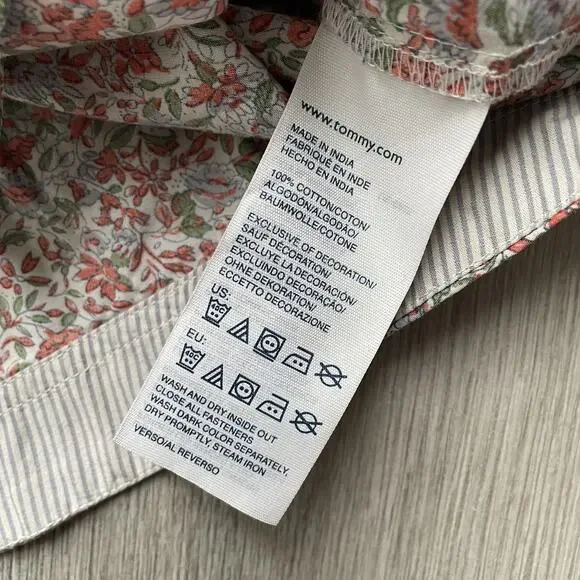 www.tommy.com
MADE IN INDIA
FABRIQUÉ EN INDE
HECHO EN INDIA
100% COTTON/COTON/
ALGODÓN/ALGODÃO/
BAUMWOLLE/COTONE
EXCLUSIVE OF DECORATION/
SAUF DÉCORATION/
EXCLUYE LA DECORACIÓN/
EXCLUINDO DECORAÇÃO/
OHNE DEKORATION/
ECCETTO DECORAZIONE
US:
40C
EU:
40C
WASH AND DRY INSIDE OUT
CLOSE ALL FASTENERS
WASH DARK COLOR SEPARATELY,
DRY PROMPTLY, STEAM IRON
VERSO/AL REVERSO